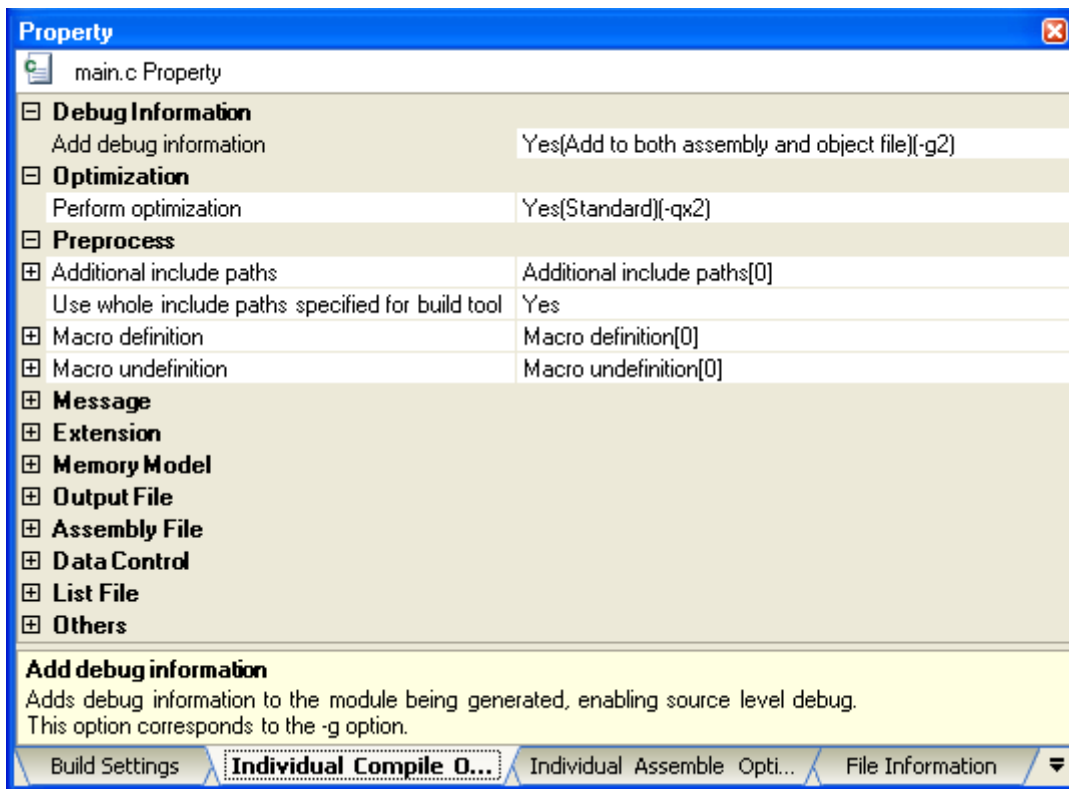 Property
main.c Property
Debug Information
Add debug information Yes(Add to both assembly and object file)(-g2)
Optimization
Perform optimization Yes(Standard)(-qx2)
Preprocess
Additional include paths Additional include paths[0]
Use whole include paths specified for build tool Yes
Macro definition Macro definition[0]
Macro undefinition Macro undefinition[0]
Message
Extension
Memory Model
Output File
Assembly File
Data Control
List File
Others
Add debug information
Adds debug information to the module being generated, enabling source level debug.
This option corresponds to the -g option.
Build Settings Individual Compile O... Individual Assemble Opti... File Information